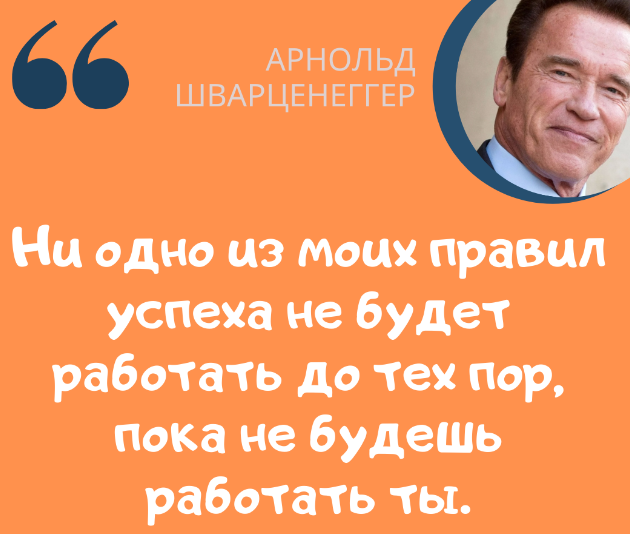 АРНОЛЬД
ШВАРЦЕНЕГГЕР
Ни одно из моих правил
успеха не будет
работать до тех пор,
пока не будешь
работать ты.